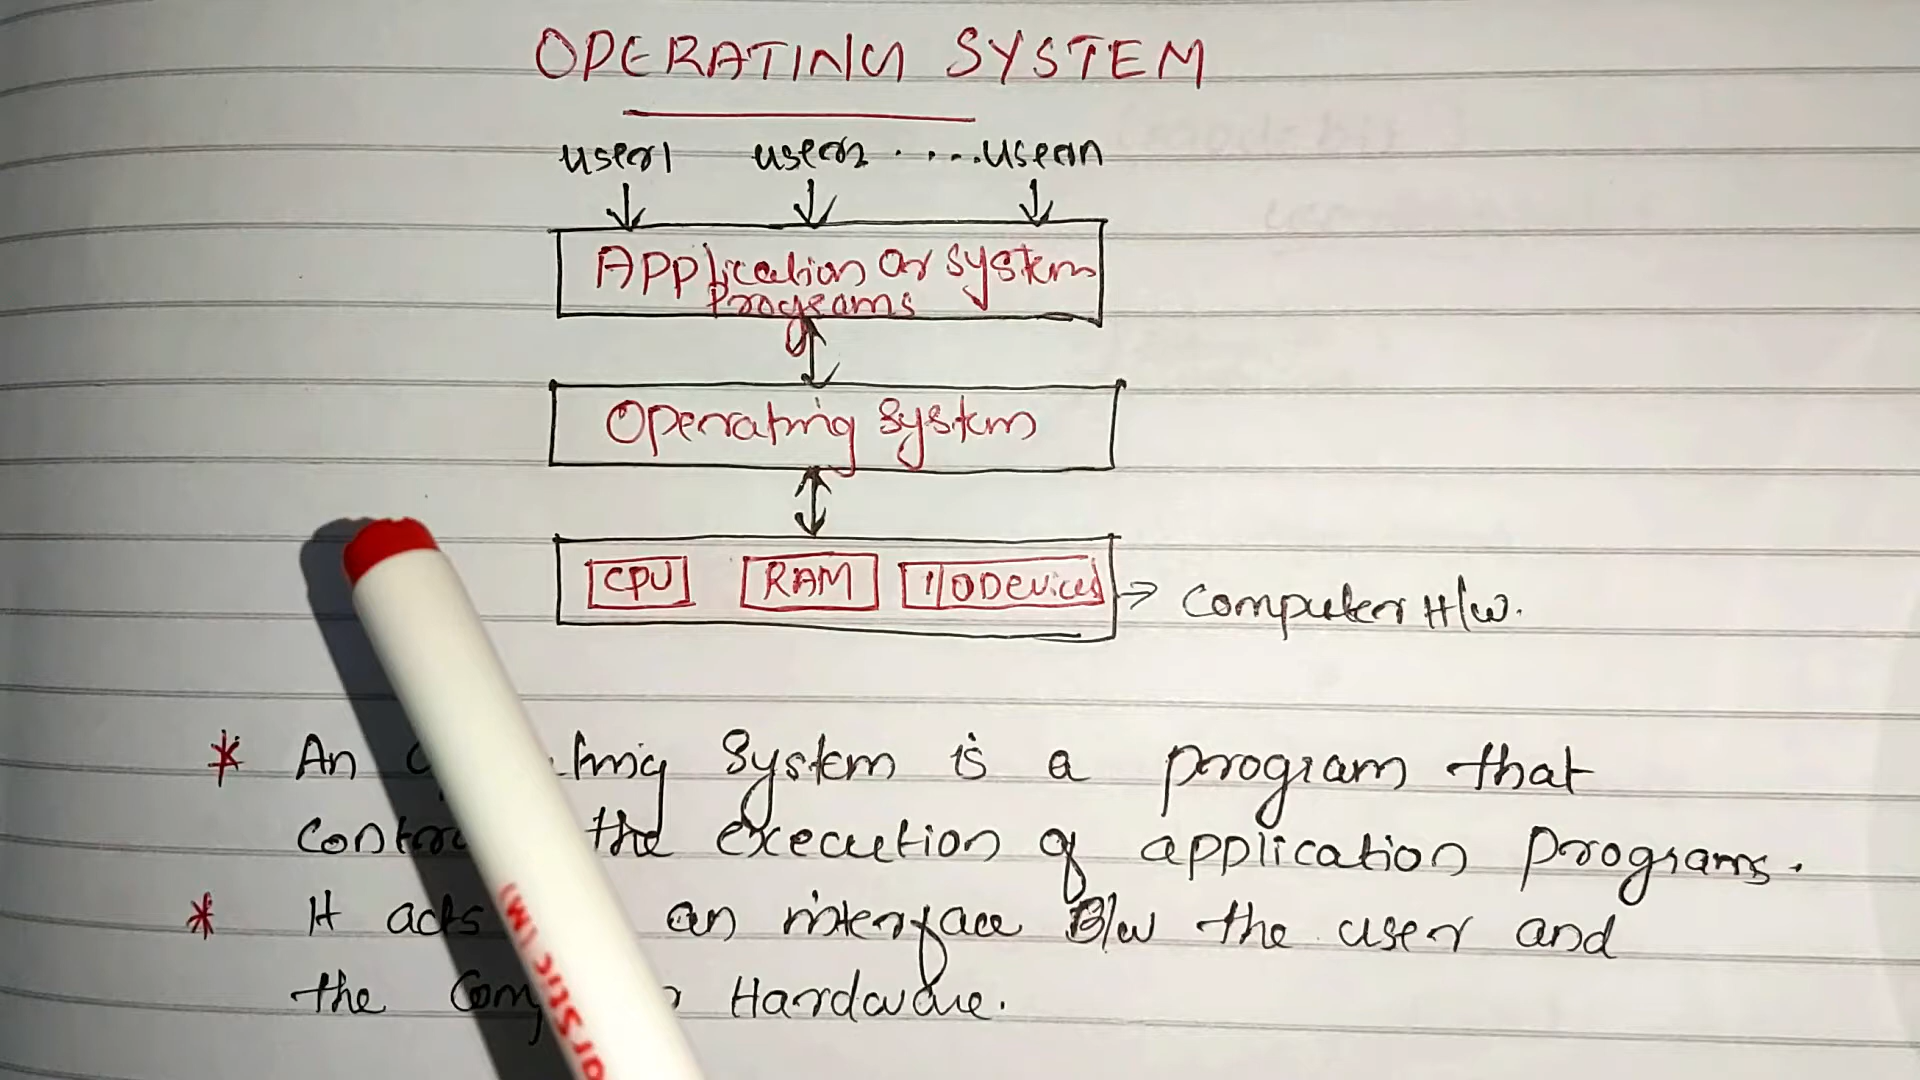 OPERATING SYSTEM
user1 user2 .....usern
Application or system
programs
Operating system
CPU RAM I/O Devices → Computer H/w.
* An System is a program that
the execution of application programs.
* It acts an interface B/w the user and
the Hardware.